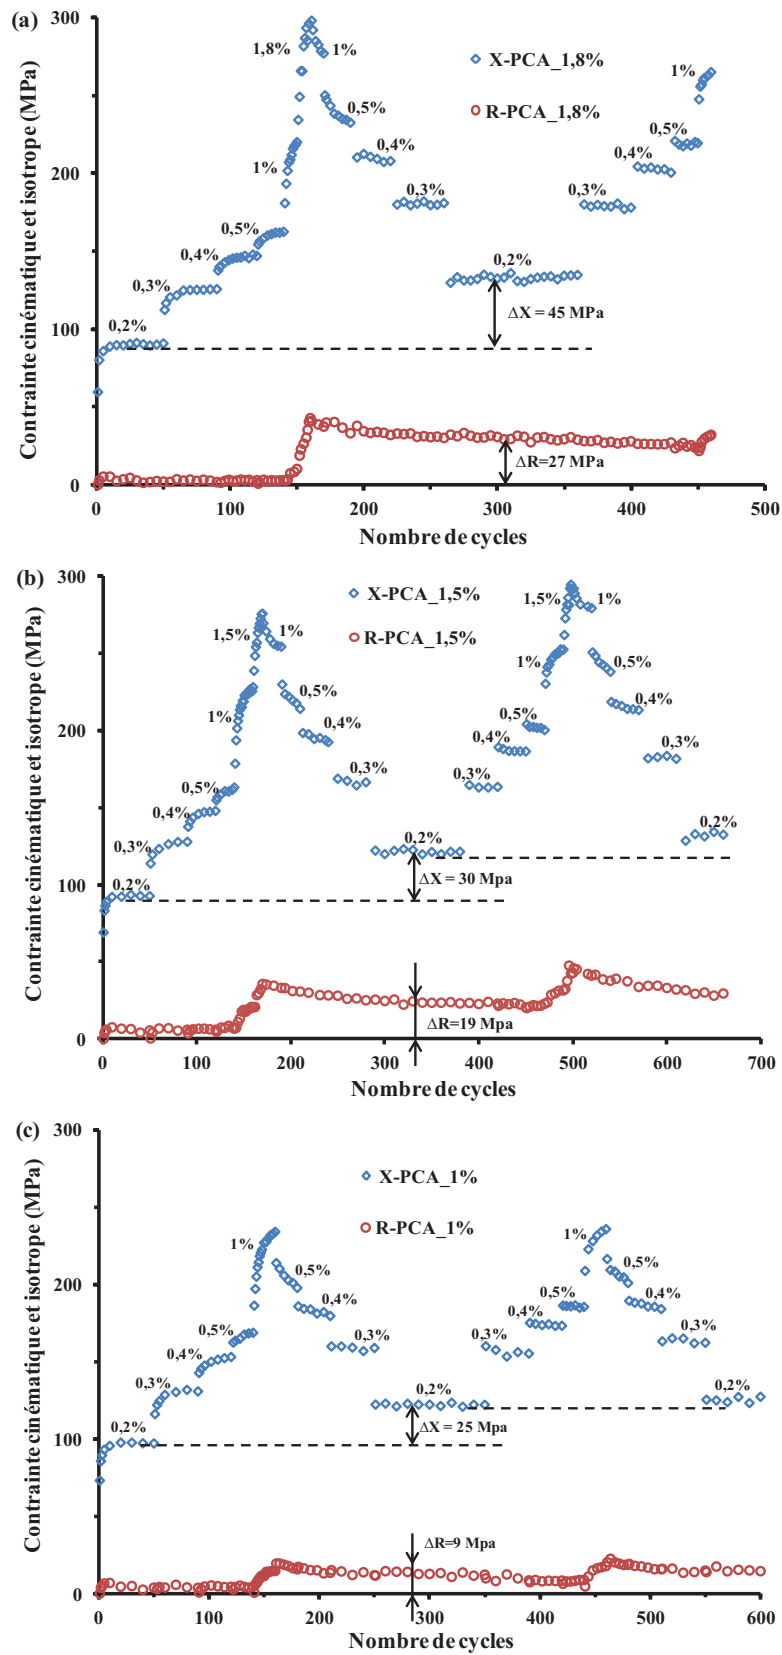 (a)
Contrainte cinématique et isotrope (MPa)
300
200
100
0
X-PCA_1,8%
R-PCA_1,8%
0,2%
0,3%
0,4%
0,5%
1%
1,8%
1%
0,5%
0,4%
0,3%
0,2%
0,3%
0,4%
0,5%
1%
ΔX = 45 MPa
ΔR=27 MPa
0 100 200 300 400 500
Nombre de cycles
(b)
Contrainte cinématique et isotrope (MPa)
300
200
100
0
X-PCA_1,5%
R-PCA_1,5%
0,2%
0,3%
0,4%
0,5%
1%
1,5%
1%
0,5%
0,4%
0,3%
0,2%
0,3%
0,4%
0,5%
1%
1,5%
1%
0,5%
0,4%
0,3%
0,2%
ΔX = 30 Mpa
ΔR=19 Mpa
0 100 200 300 400 500 600 700
Nombre de cycles
(c)
Contrainte cinématique et isotrope (MPa)
300
200
100
0
X-PCA_1%
R-PCA_1%
0,2%
0,3%
0,4%
0,5%
1%
0,5%
0,4%
0,3%
0,2%
0,3%
0,4%
0,5%
1%
0,5%
0,4%
0,3%
0,2%
ΔX = 25 Mpa
ΔR=9 Mpa
0 100 200 300 400 500 600
Nombre de cycles